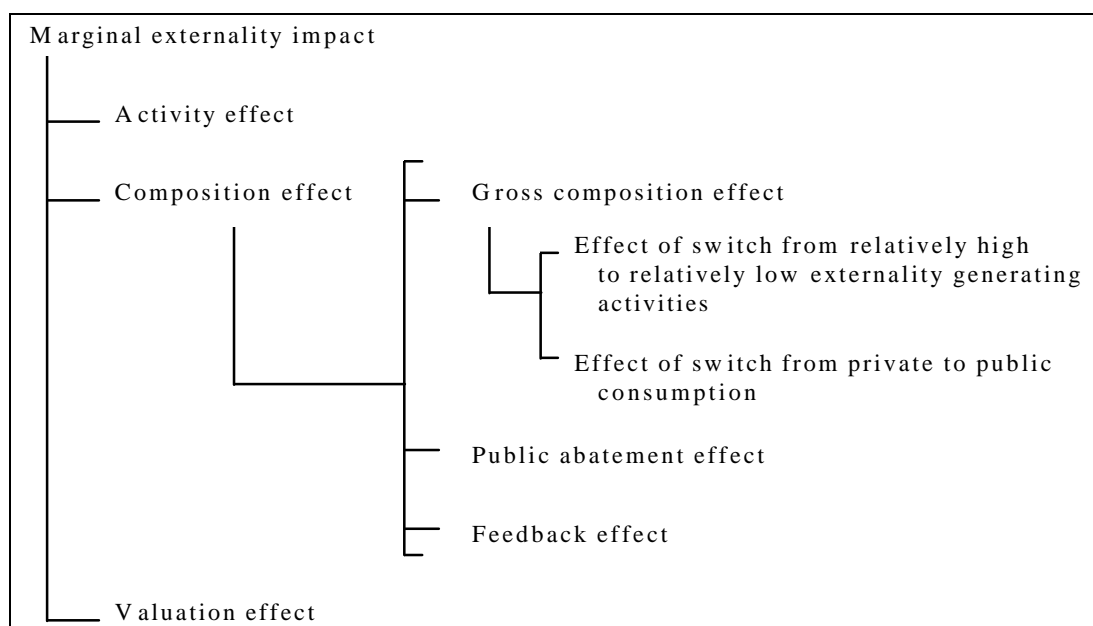 Marginal externality impact
Activity effect
Composition effect
Gross composition effect
Effect of switch from relatively high
to relatively low externality generating
activities
Effect of switch from private to public
consumption
Public abatement effect
Feedback effect
Valuation effect